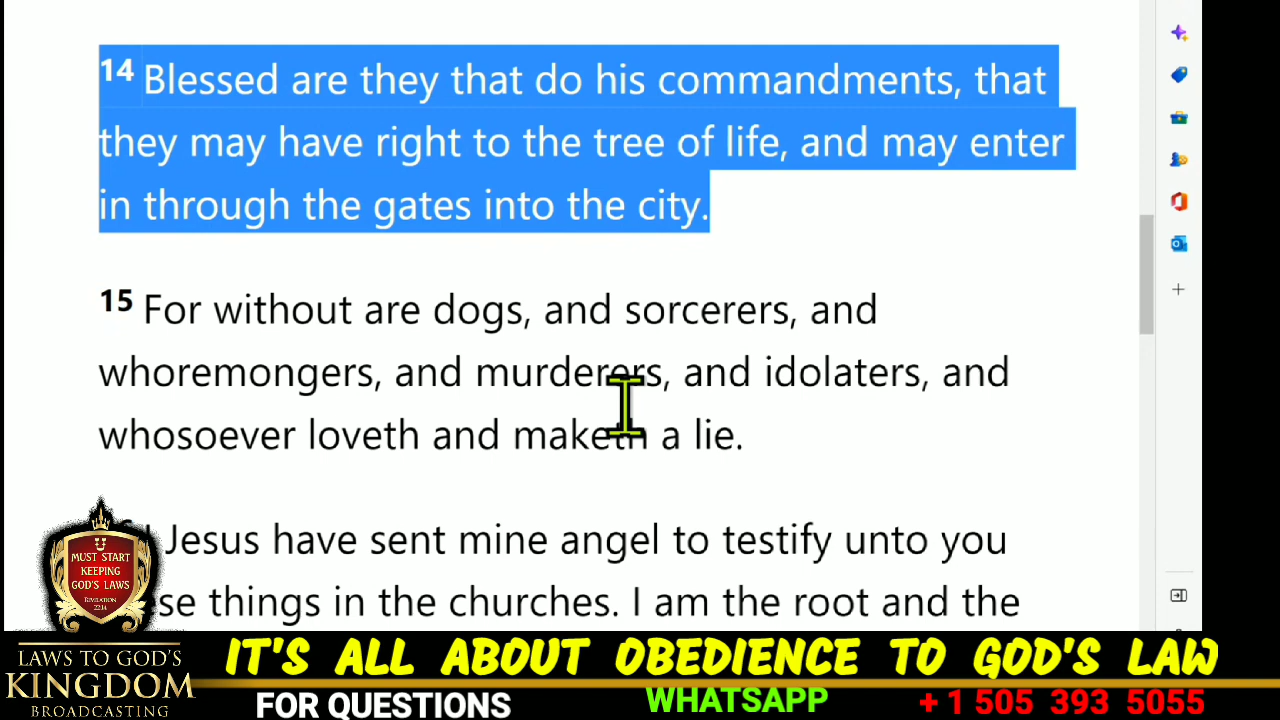 14 Blessed are they that do his commandments, that
they may have right to the tree of life, and may enter
in through the gates into the city.
15 For without are dogs, and sorcerers, and
whoremongers, and murderers, and idolaters, and
whosoever loveth and maketh a lie.
Jesus have sent mine angel to testify unto you
se things in the churches. I am the root and the
U
MUST START
KEEPING
GOD'S LAWS
REVELATION
22:14
LAWS TO GOD'S
KINGDOM
BROADCASTING
IT'S ALL ABOUT OBEDIENCE TO GOD'S LAW
FOR QUESTIONS WHATSAPP + 1 505 393 5055